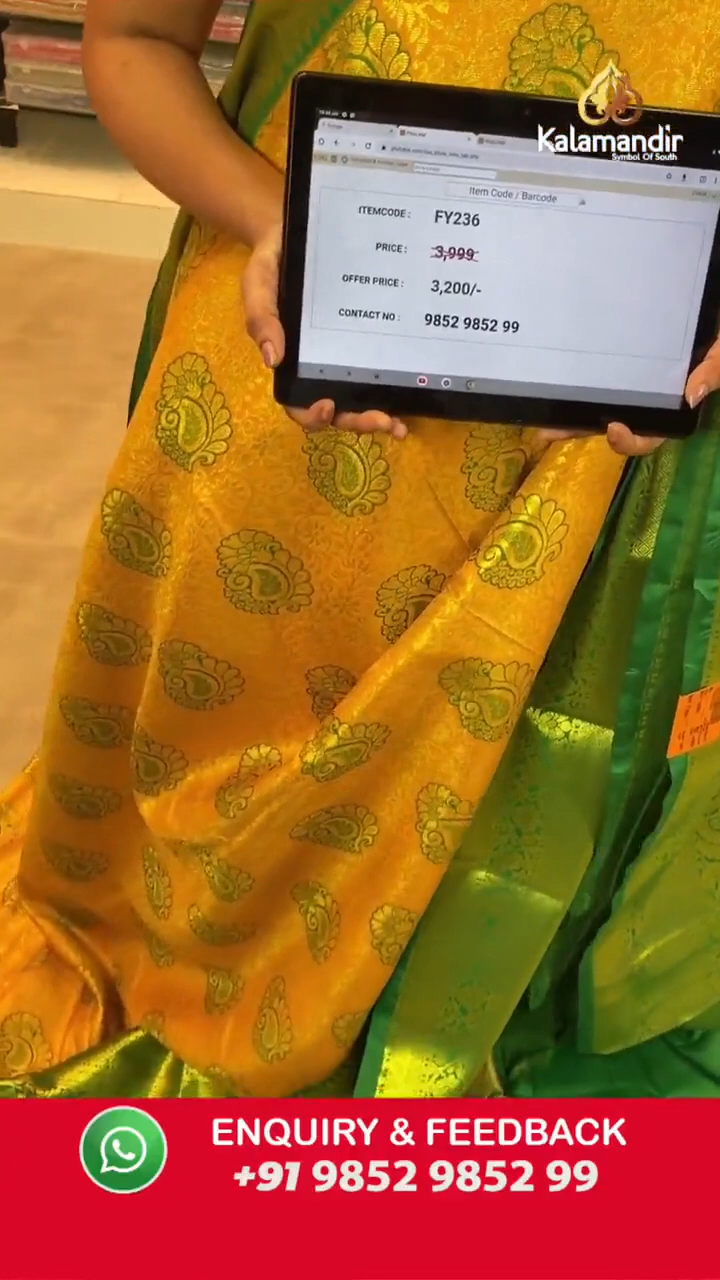 Kalamandir
Symbol Of South
Item Code / Barcode
ITEMCODE : FY236
PRICE : 3,999
OFFER PRICE : 3,200/-
CONTACT NO : 9852 9852 99
ENQUIRY & FEEDBACK
+91 9852 9852 99